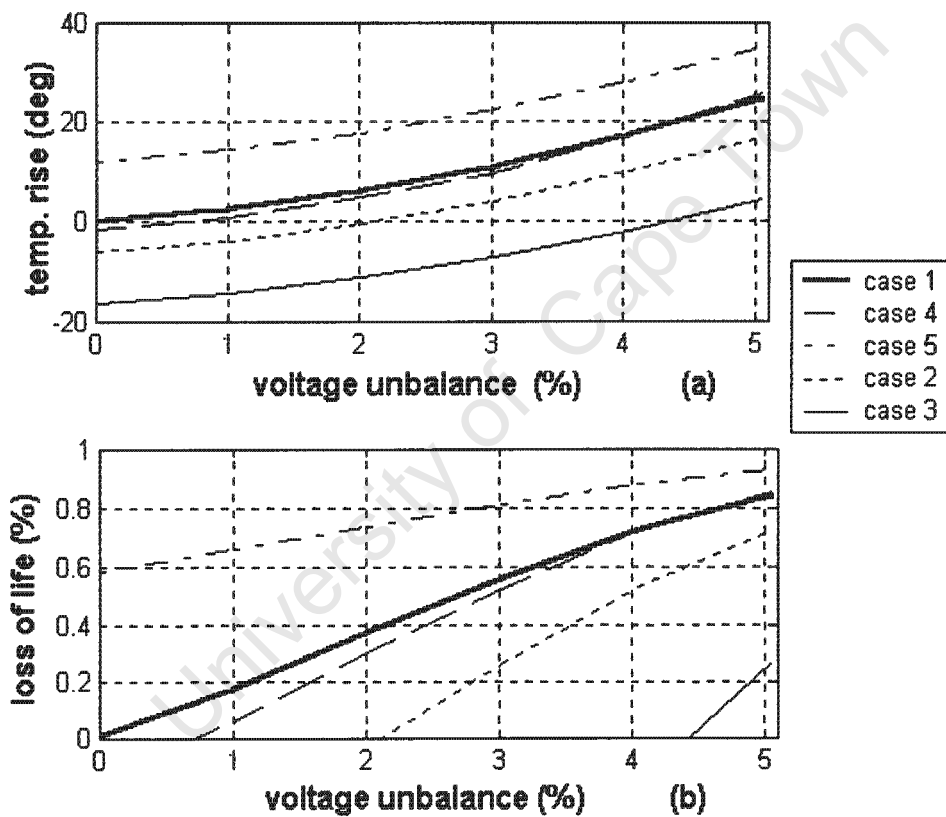 40
20
0
-20
temp. rise (deg)
0 1 2 3 4 5
voltage unbalance (%) (a)
case 1
case 4
case 5
case 2
case 3
1
0.8
0.6
0.4
0.2
0
loss of life (%)
0 1 2 3 4 5
voltage unbalance (%) (b)
University of Cape Town